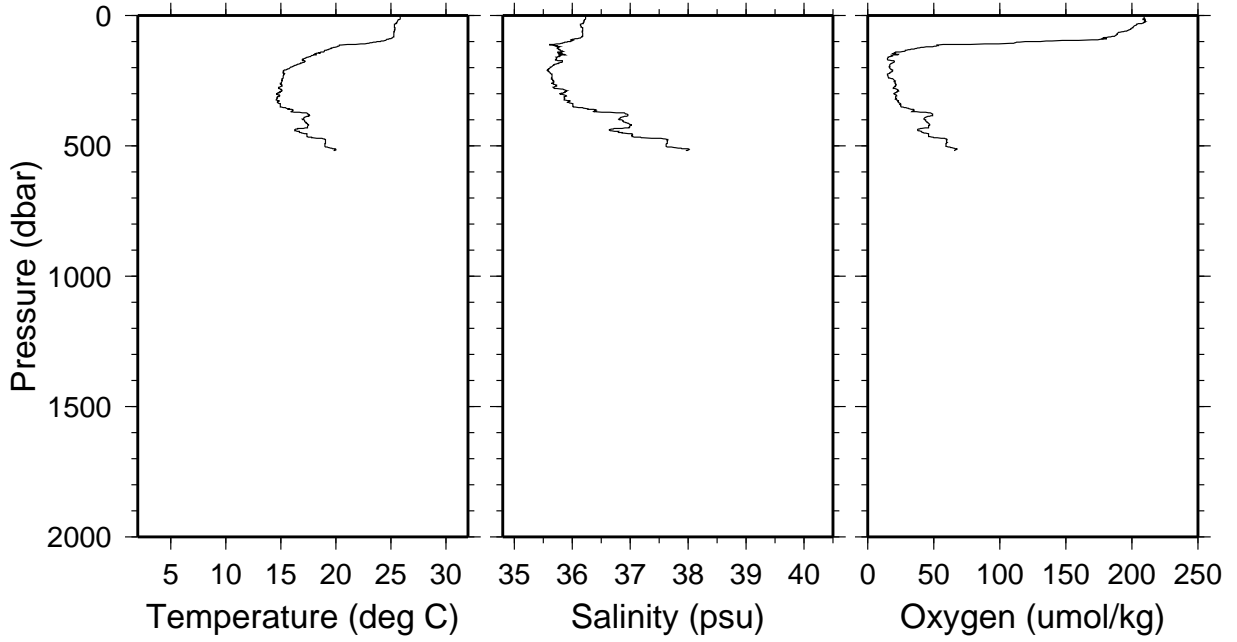 0
500
1000
1500
2000
Pressure (dbar)
5 10 15 20 25 30
Temperature (deg C)
35 36 37 38 39 40
Salinity (psu)
0 50 100 150 200 250
Oxygen (umol/kg)